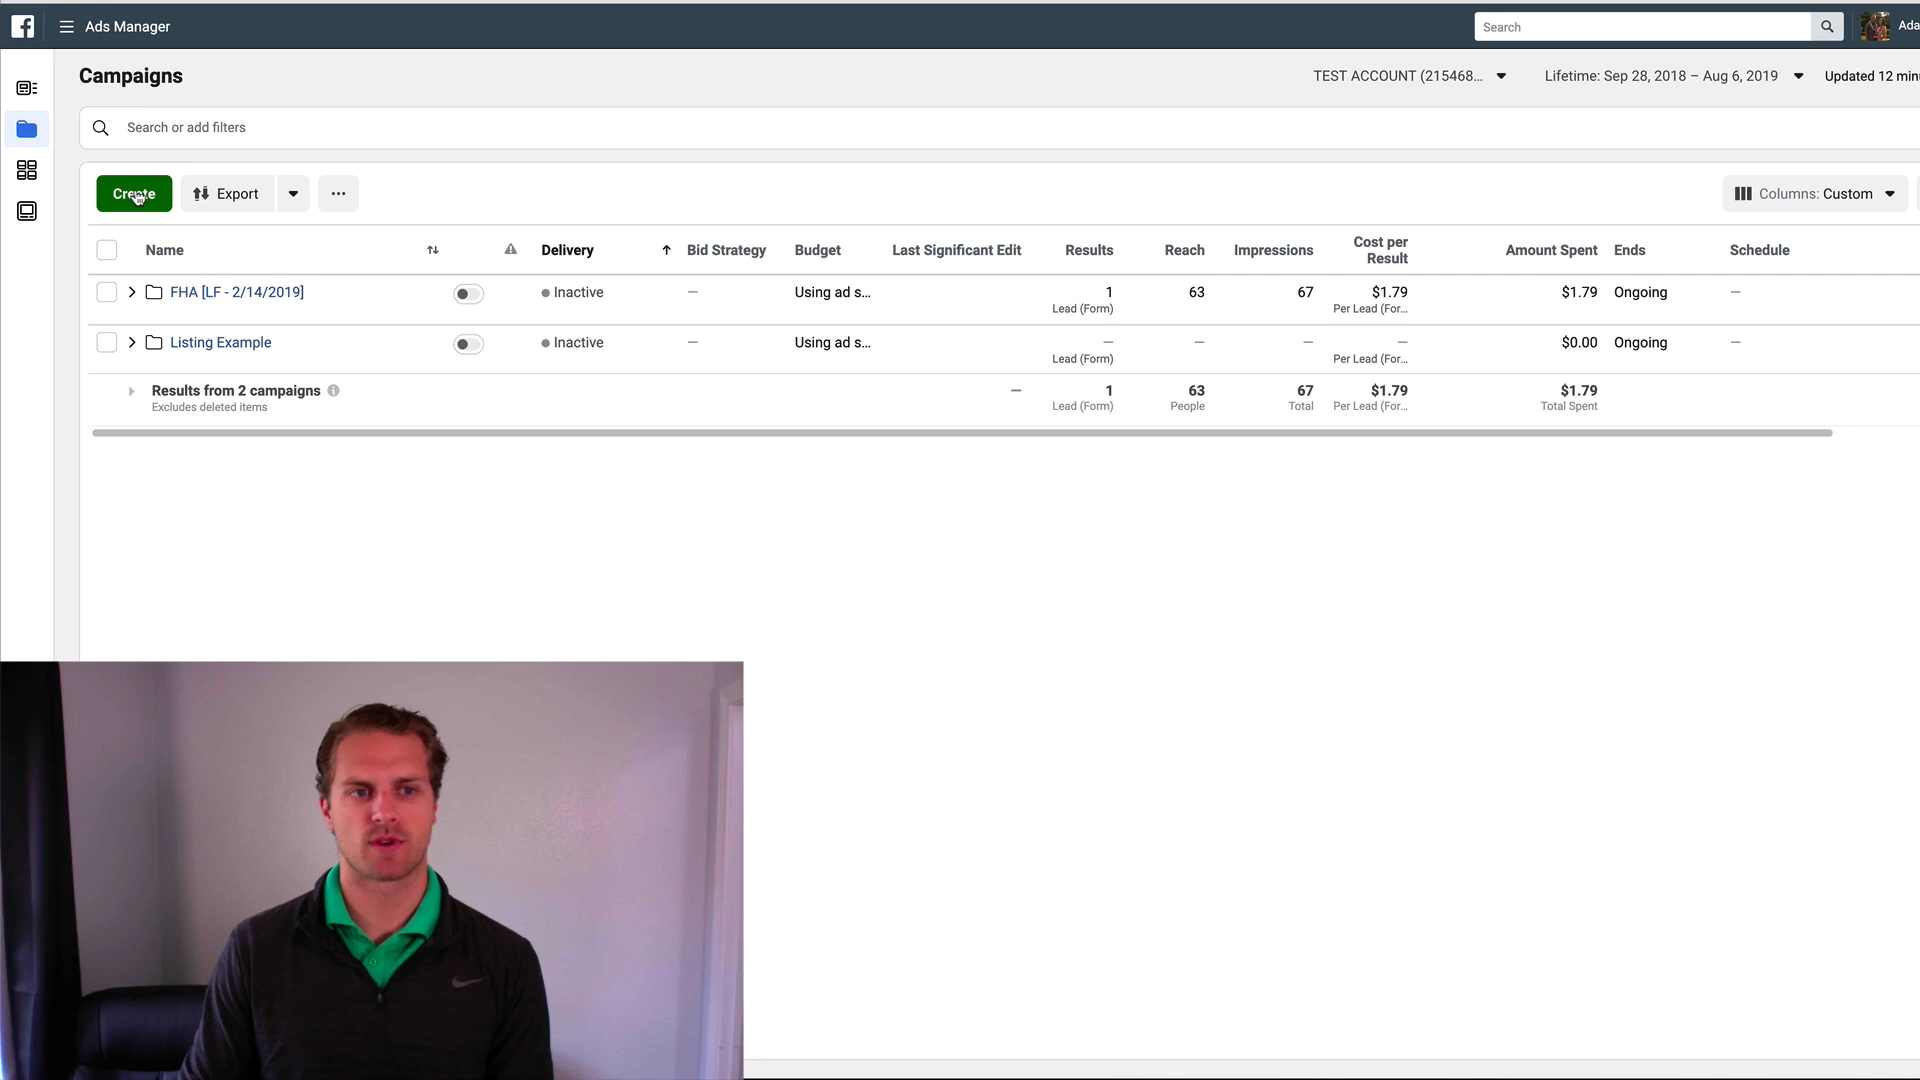 Ads Manager
Search
Ada
Campaigns
TEST ACCOUNT (215468...
Lifetime: Sep 28, 2018 – Aug 6, 2019
Updated 12 min
Search or add filters
Create
Export
Columns: Custom
Name
Delivery
Bid Strategy
Budget
Last Significant Edit
Results
Reach
Impressions
Cost per
Result
Amount Spent
Ends
Schedule
FHA [LF - 2/14/2019]
Inactive
—
Using ad s...
1
Lead (Form)
63
67
$1.79
Per Lead (For...
$1.79
Ongoing
—
Listing Example
Inactive
—
Using ad s...
—
Lead (Form)
—
—
—
Per Lead (For...
$0.00
Ongoing
—
Results from 2 campaigns
Excludes deleted items
—
1
Lead (Form)
63
People
67
Total
$1.79
Per Lead (For...
$1.79
Total Spent